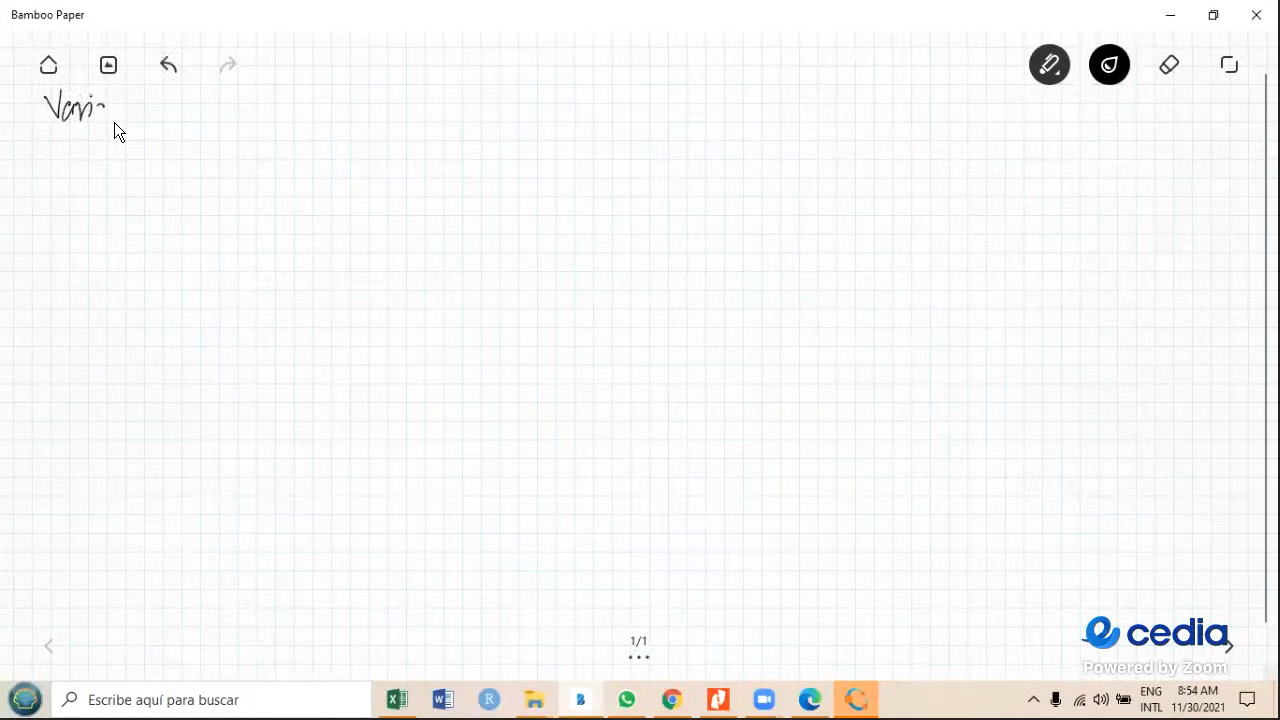 Bamboo Paper
Vari
1/1
cedia
Powered by Zoom
Escribe aquí para buscar
ENG
INTL
8:54 AM
11/30/2021